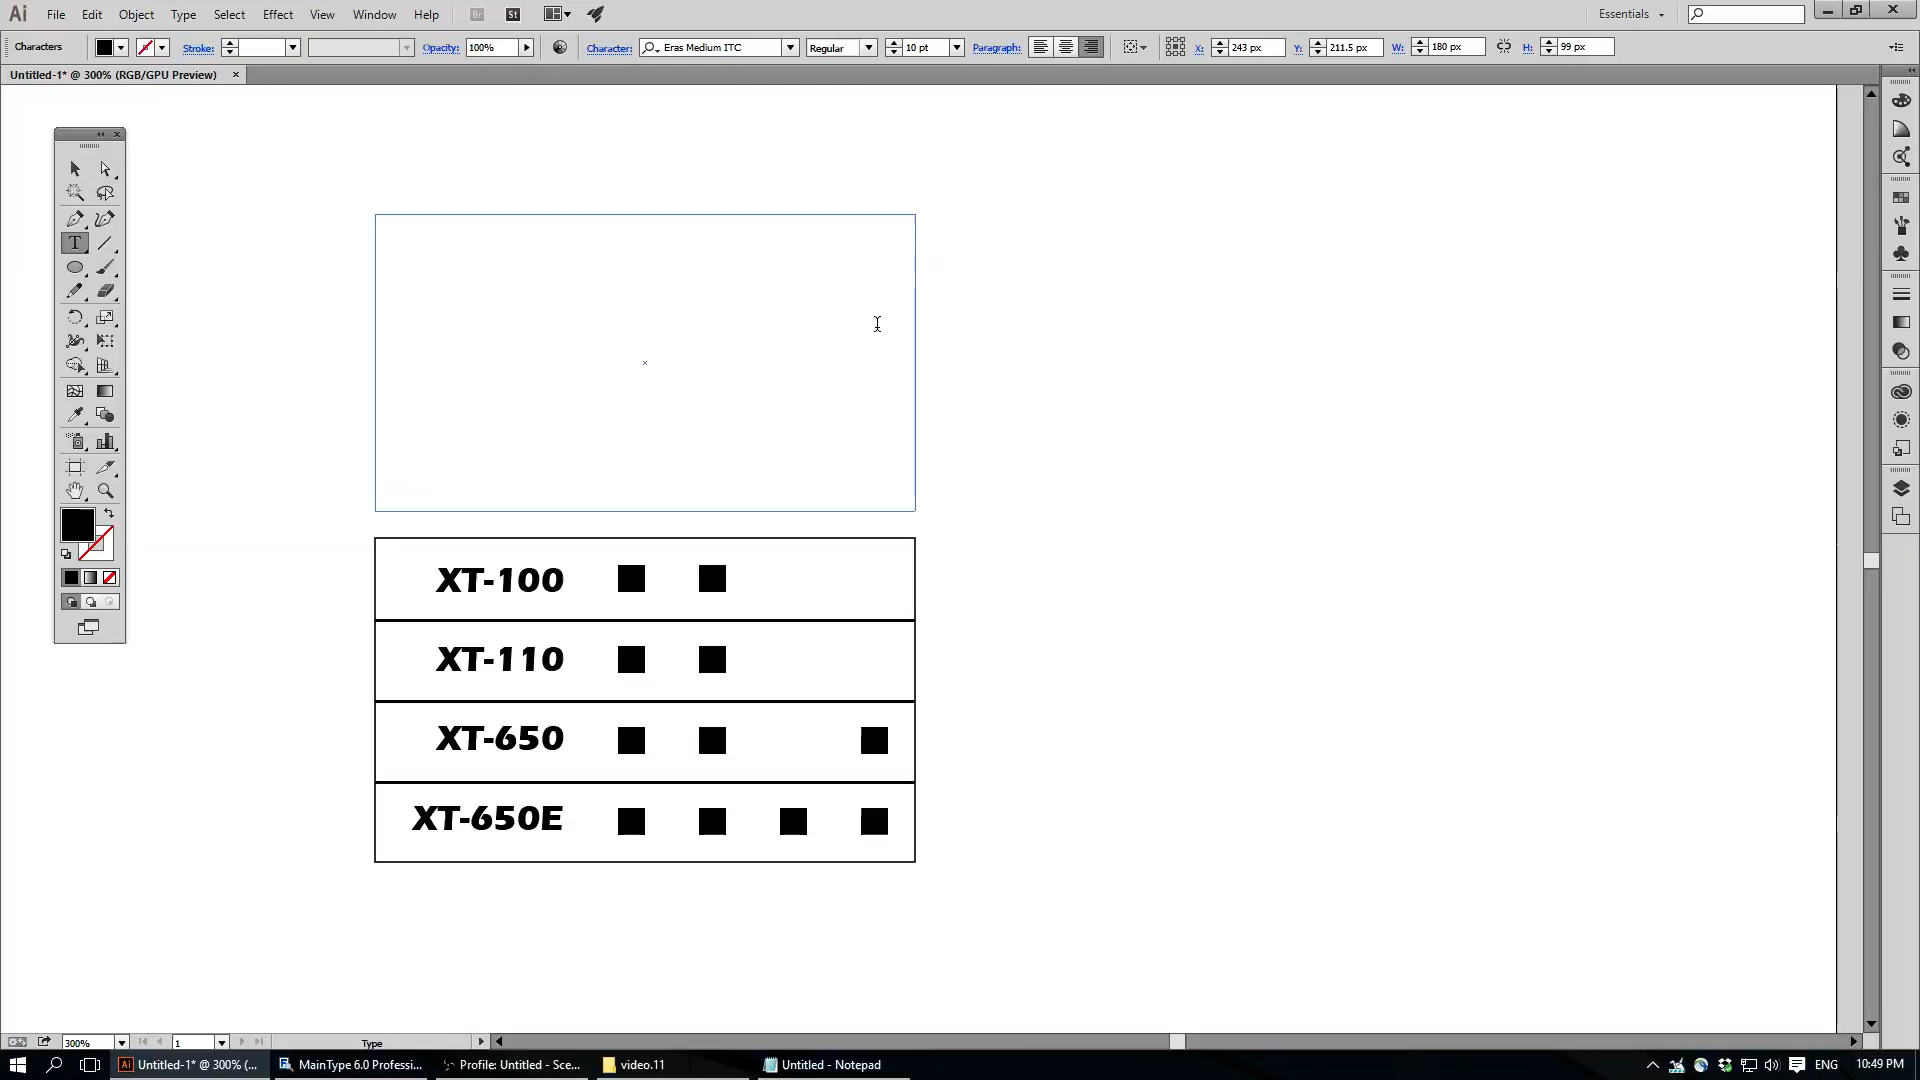 Ai File Edit Object Type Select Effect View Window Help Br St Essentials
Characters Stroke: Opacity: 100% Character: Eras Medium ITC Regular 10 pt Paragraph: X: 243 px Y: 211.5 px W: 180 px H: 99 px
Untitled-1* @ 300% (RGB/GPU Preview) ×
T
XT-100
XT-110
XT-650
XT-650E
300% 1 Type
Ai Untitled-1* @ 300% (... MainType 6.0 Professi... Profile: Untitled - Sce... video.11 Untitled - Notepad ENG 10:49 PM